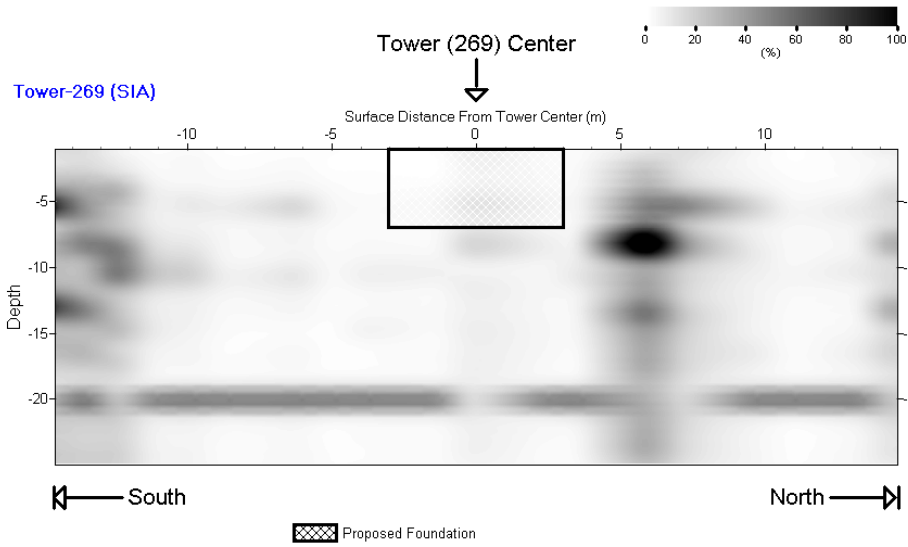 0 20 40 60 80 100
(%)
Tower (269) Center
Tower-269 (SIA)
Surface Distance From Tower Center (m)
-10 -5 0 5 10
-5
-10
Depth
-15
-20
South
North
Proposed Foundation